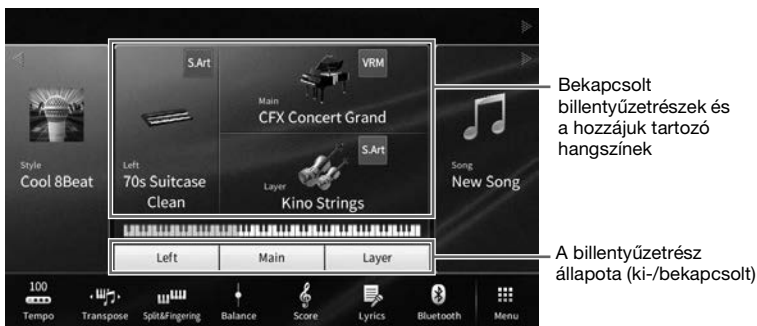 S.Art
VRM
Main
CFX Concert Grand
Style
Cool 8Beat
Left
70s Suitcase
Clean
S.Art
Layer
Kino Strings
Song
New Song
Left
Main
Layer
100
Tempo
Transpose
Split&Fingering
Balance
Score
Lyrics
Bluetooth
Menu
Bekapcsolt
billentyűzetrészek és
a hozzájuk tartozó
hangszínek
A billentyűzetrész
állapota (ki-/bekapcsolt)